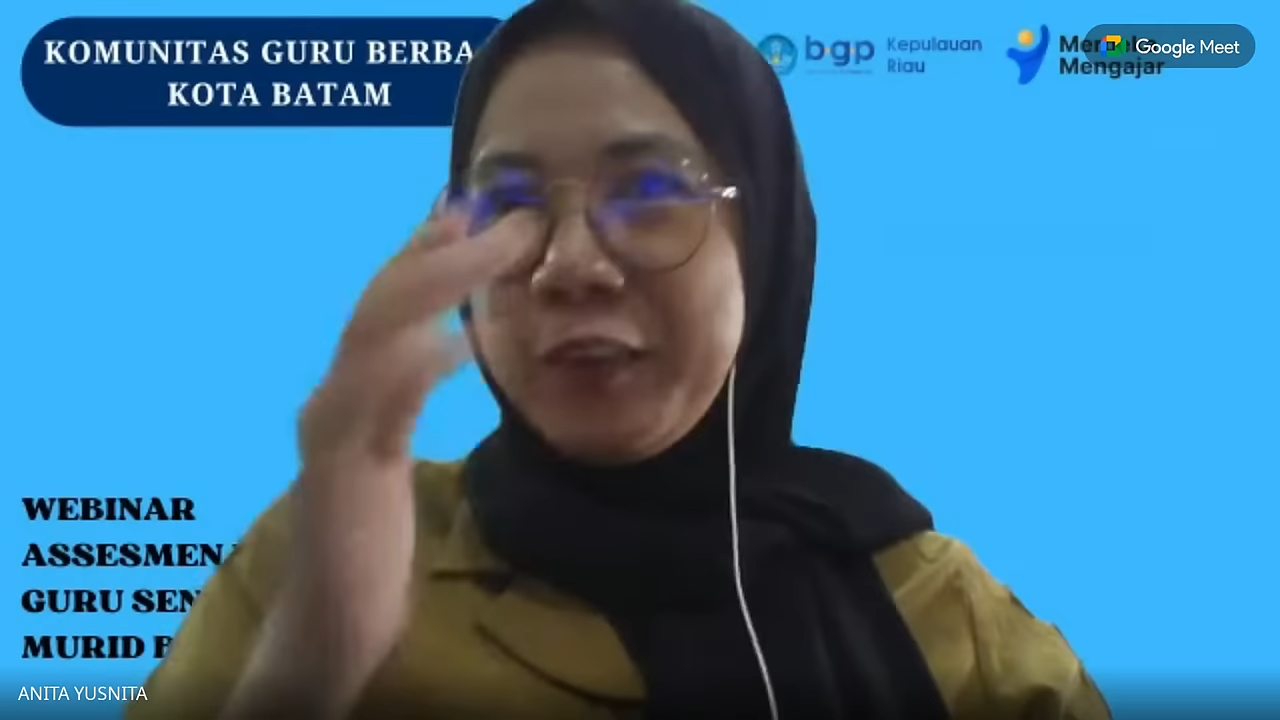 KOMUNITAS GURU BERBA
KOTA BATAM
bgp Kepulauan
Riau
Mengajar
Google Meet
WEBINAR
ASSESMEN
GURU SEN
MURID B
ANITA YUSNITA